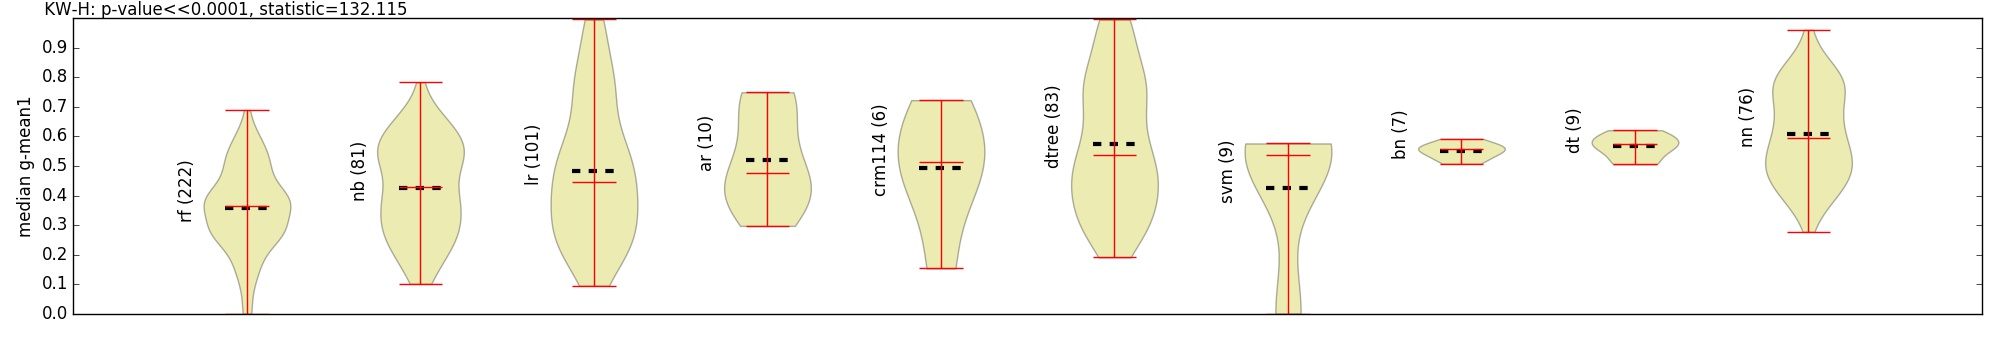 KW-H: p-value<<0.0001, statistic=132.115
median g-mean1
0.9
0.8
0.7
0.6
0.5
0.4
0.3
0.2
0.1
0.0
rf (222)
nb (81)
lr (101)
ar (10)
crm114 (6)
dtree (83)
svm (9)
bn (7)
dt (9)
nn (76)